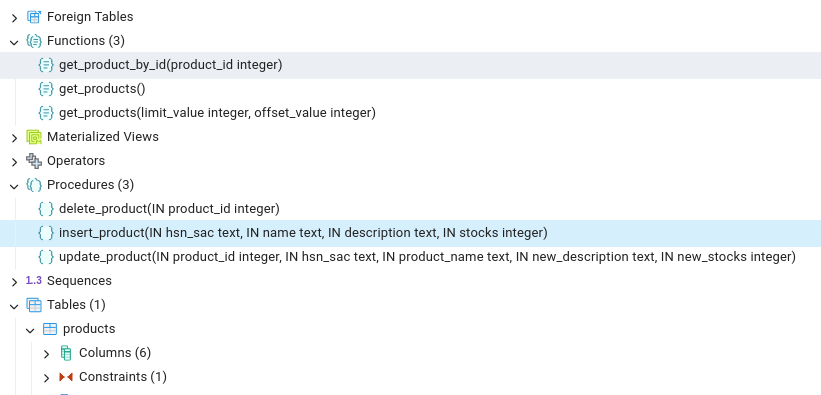 Foreign Tables
Functions (3)
get_product_by_id(product_id integer)
get_products()
get_products(limit_value integer, offset_value integer)
Materialized Views
Operators
Procedures (3)
delete_product(IN product_id integer)
insert_product(IN hsn_sac text, IN name text, IN description text, IN stocks integer)
update_product(IN product_id integer, IN hsn_sac text, IN product_name text, IN new_description text, IN new_stocks integer)
1.3 Sequences
Tables (1)
products
Columns (6)
Constraints (1)